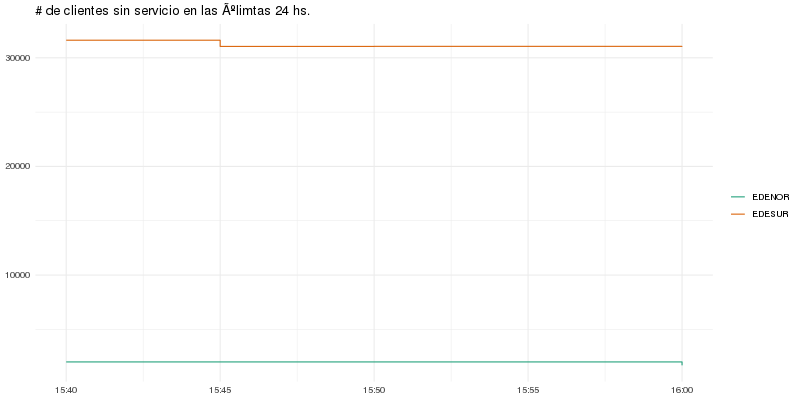 # de clientes sin servicio en las Ãºlimtas 24 hs.
30000
20000
10000
15:40
15:45
15:50
15:55
16:00
EDENOR
EDESUR